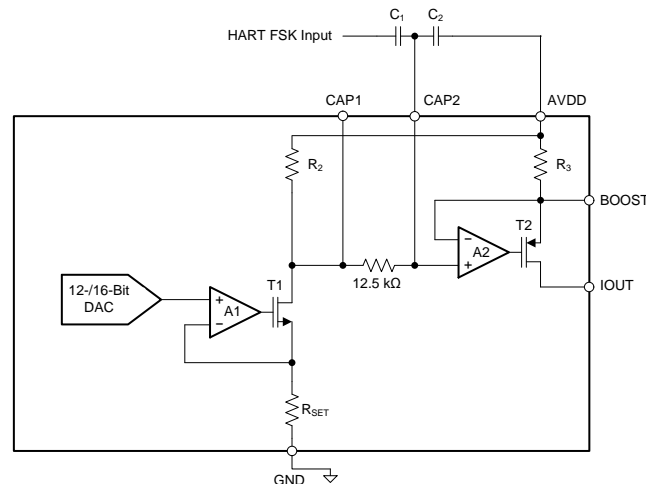 C₁ C₂
HART FSK Input
CAP1 CAP2 AVDD
R₂ R₃
BOOST
T2
− A2 +
12.5 kΩ
IOUT
12-/16-Bit
DAC
T1
+ A1 −
RSET
GND